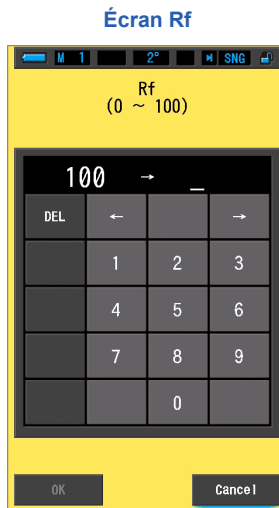 Écran Rf
M 1 2° SNG
Rf
(0 ~ 100)
100 → _
DEL ← →
1 2 3
4 5 6
7 8 9
0
OK Cancel